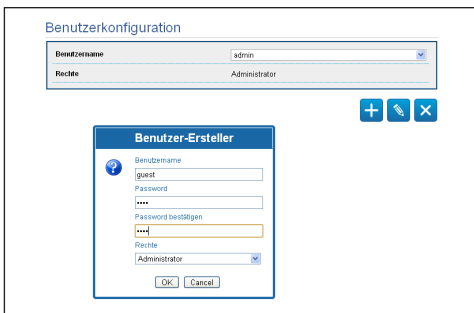 Benutzerkonfiguration
Benutzername admin
Rechte Administrator
Benutzer-Ersteller
Benutzername
guest
Password
••••
Password bestätigen
••••
Rechte
Administrator
OK Cancel